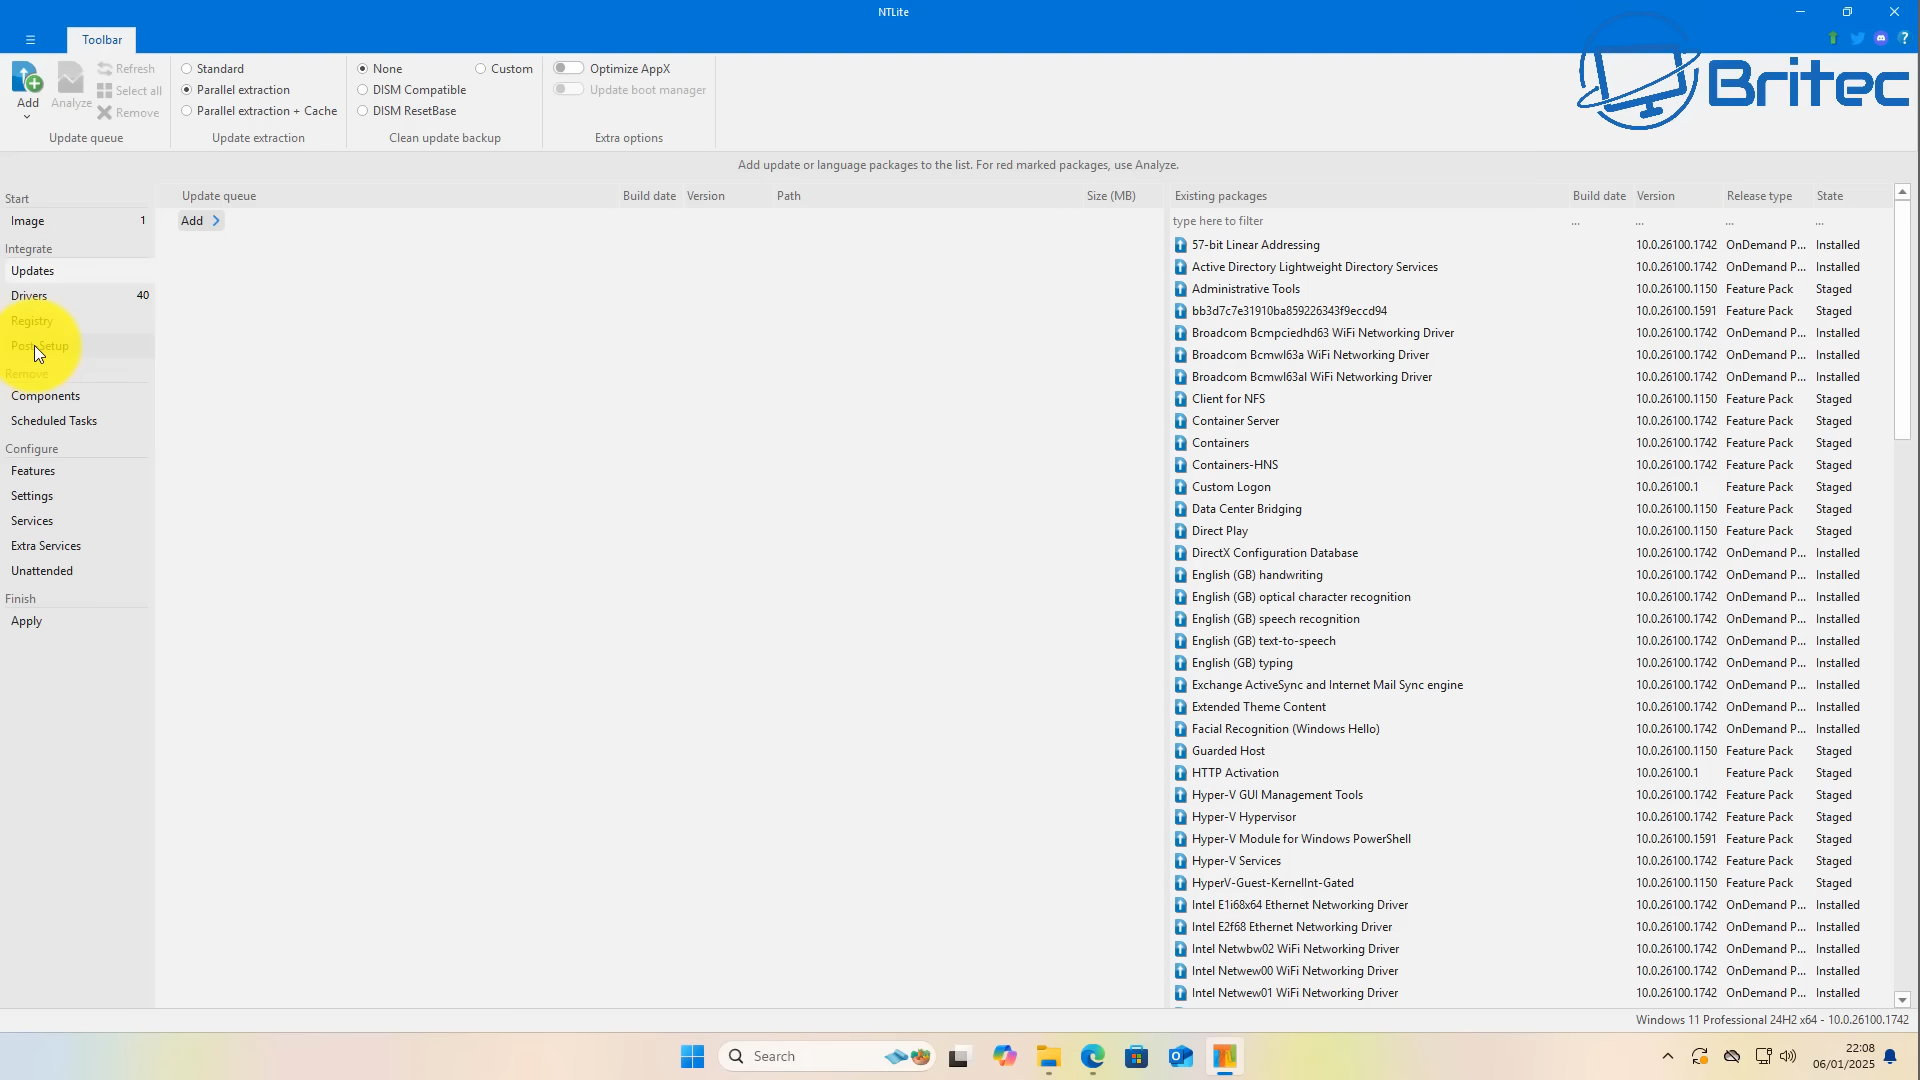 NTLite
Toolbar
Add
Analyze
Refresh
Select all
Remove
Update queue
Standard
Parallel extraction
Parallel extraction + Cache
Update extraction
None
Custom
DISM Compatible
DISM ResetBase
Clean update backup
Optimize AppX
Update boot manager
Extra options
Britec
Add update or language packages to the list. For red marked packages, use Analyze.
Start
Image 1
Integrate
Updates
Drivers 40
Registry
Post-Setup
Remove
Components
Scheduled Tasks
Configure
Features
Settings
Services
Extra Services
Unattended
Finish
Apply
Update queue Build date Version Path Size (MB)
Add
Existing packages Build date Version Release type State
type here to filter ... ... ... ...
57-bit Linear Addressing 10.0.26100.1742 OnDemand P... Installed
Active Directory Lightweight Directory Services 10.0.26100.1742 OnDemand P... Installed
Administrative Tools 10.0.26100.1150 Feature Pack Staged
bb3d7c7e31910ba859226343f9eccd94 10.0.26100.1591 Feature Pack Staged
Broadcom Bcmpciedhd63 WiFi Networking Driver 10.0.26100.1742 OnDemand P... Installed
Broadcom Bcmwl63a WiFi Networking Driver 10.0.26100.1742 OnDemand P... Installed
Broadcom Bcmwl63al WiFi Networking Driver 10.0.26100.1742 OnDemand P... Installed
Client for NFS 10.0.26100.1150 Feature Pack Staged
Container Server 10.0.26100.1742 Feature Pack Staged
Containers 10.0.26100.1742 Feature Pack Staged
Containers-HNS 10.0.26100.1742 Feature Pack Staged
Custom Logon 10.0.26100.1 Feature Pack Staged
Data Center Bridging 10.0.26100.1150 Feature Pack Staged
Direct Play 10.0.26100.1150 Feature Pack Staged
DirectX Configuration Database 10.0.26100.1742 OnDemand P... Installed
English (GB) handwriting 10.0.26100.1742 OnDemand P... Installed
English (GB) optical character recognition 10.0.26100.1742 OnDemand P... Installed
English (GB) speech recognition 10.0.26100.1742 OnDemand P... Installed
English (GB) text-to-speech 10.0.26100.1742 OnDemand P... Installed
English (GB) typing 10.0.26100.1742 OnDemand P... Installed
Exchange ActiveSync and Internet Mail Sync engine 10.0.26100.1742 OnDemand P... Installed
Extended Theme Content 10.0.26100.1742 OnDemand P... Installed
Facial Recognition (Windows Hello) 10.0.26100.1742 OnDemand P... Installed
Guarded Host 10.0.26100.1150 Feature Pack Staged
HTTP Activation 10.0.26100.1 Feature Pack Staged
Hyper-V GUI Management Tools 10.0.26100.1742 Feature Pack Staged
Hyper-V Hypervisor 10.0.26100.1742 Feature Pack Staged
Hyper-V Module for Windows PowerShell 10.0.26100.1591 Feature Pack Staged
Hyper-V Services 10.0.26100.1742 Feature Pack Staged
HyperV-Guest-KernelInt-Gated 10.0.26100.1150 Feature Pack Staged
Intel E1i68x64 Ethernet Networking Driver 10.0.26100.1742 OnDemand P... Installed
Intel E2f68 Ethernet Networking Driver 10.0.26100.1742 OnDemand P... Installed
Intel Netwbw02 WiFi Networking Driver 10.0.26100.1742 OnDemand P... Installed
Intel Netwew00 WiFi Networking Driver 10.0.26100.1742 OnDemand P... Installed
Intel Netwew01 WiFi Networking Driver 10.0.26100.1742 OnDemand P... Installed
Windows 11 Professional 24H2 x64 - 10.0.26100.1742
Search
22:08
06/01/2025